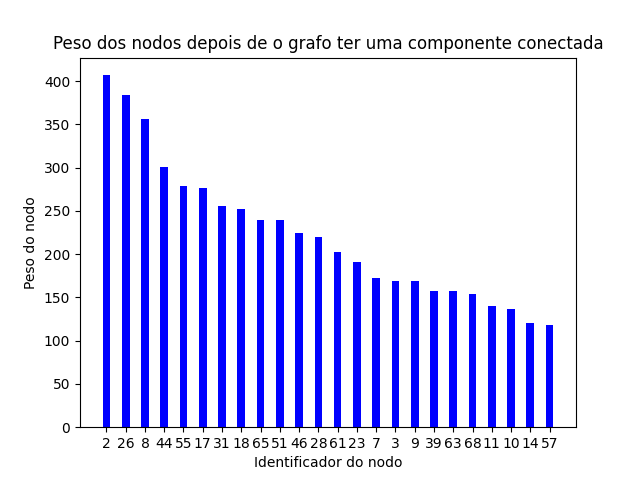 Peso dos nodos depois de o grafo ter uma componente conectada
400
350
300
250
200
150
100
50
0
Peso do nodo
2 26 8 44 55 17 31 18 65 51 46 28 61 23 7 3 9 39 63 68 11 10 14 57
Identificador do nodo